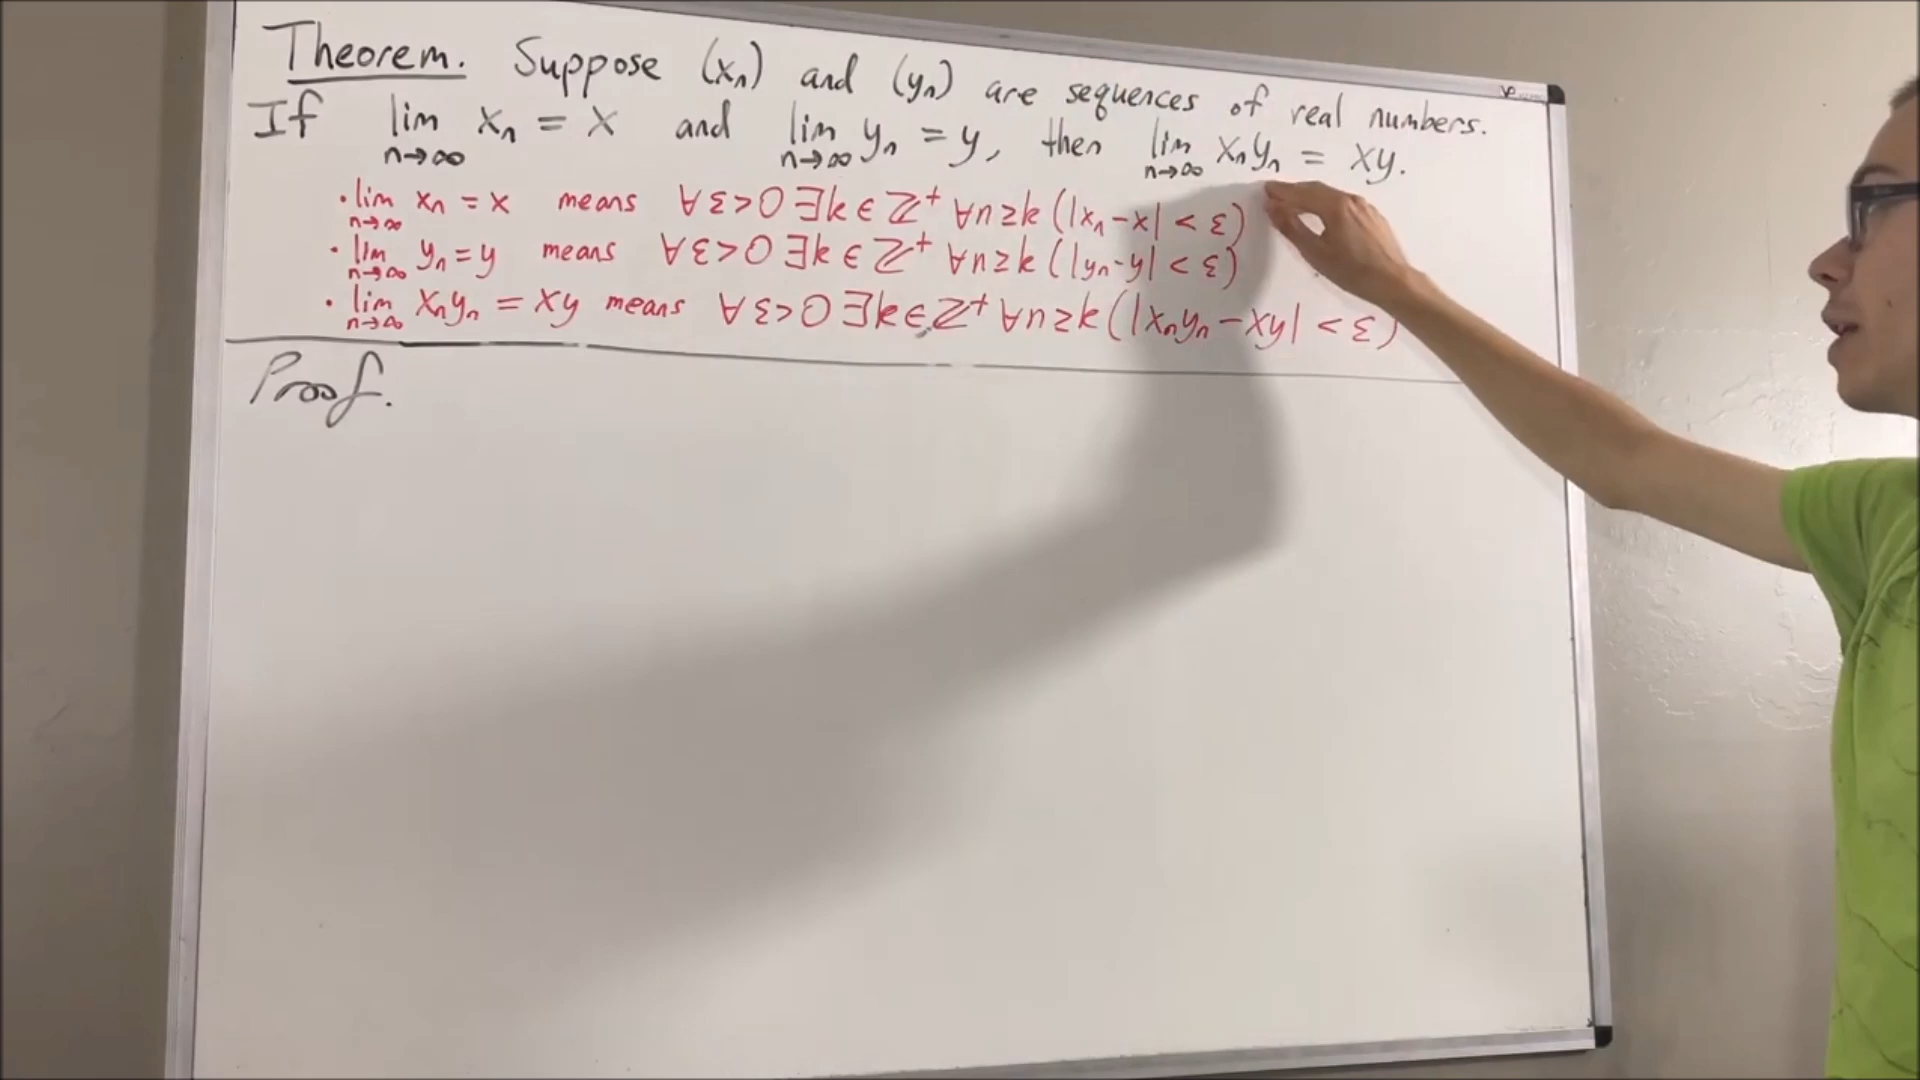 Theorem. Suppose (xₙ) and (yₙ) are sequences of real numbers.
If lim n→∞ xₙ = x and lim n→∞ yₙ = y, then lim n→∞ xₙyₙ = xy.
• lim n→∞ xₙ = x means ∀ε>0 ∃k∈ℤ⁺ ∀n≥k (|xₙ-x| < ε)
• lim n→∞ yₙ = y means ∀ε>0 ∃k∈ℤ⁺ ∀n≥k (|yₙ-y| < ε)
• lim n→∞ xₙyₙ = xy means ∀ε>0 ∃k∈ℤ⁺ ∀n≥k (|xₙyₙ-xy| < ε)
Proof.